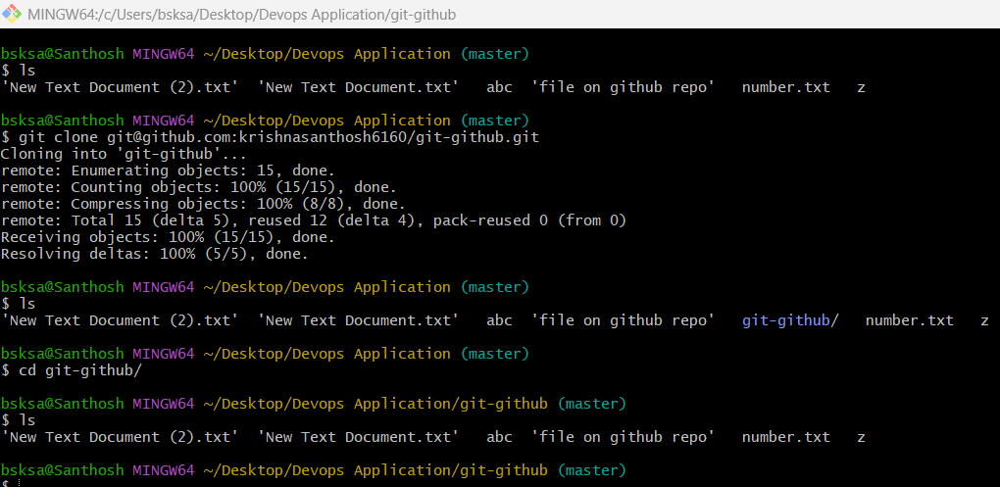 MINGW64:/c/Users/bsksa/Desktop/Devops Application/git-github
bsksa@Santhosh MINGW64 ~/Desktop/Devops Application (master)
$ ls
'New Text Document (2).txt'  'New Text Document.txt'   abc  'file on github repo'   number.txt   z
bsksa@Santhosh MINGW64 ~/Desktop/Devops Application (master)
$ git clone git@github.com:krishnasanthosh6160/git-github.git
Cloning into 'git-github'...
remote: Enumerating objects: 15, done.
remote: Counting objects: 100% (15/15), done.
remote: Compressing objects: 100% (8/8), done.
remote: Total 15 (delta 5), reused 12 (delta 4), pack-reused 0 (from 0)
Receiving objects: 100% (15/15), done.
Resolving deltas: 100% (5/5), done.
bsksa@Santhosh MINGW64 ~/Desktop/Devops Application (master)
$ ls
'New Text Document (2).txt'  'New Text Document.txt'   abc  'file on github repo'   git-github/   number.txt   z
bsksa@Santhosh MINGW64 ~/Desktop/Devops Application (master)
$ cd git-github/
bsksa@Santhosh MINGW64 ~/Desktop/Devops Application/git-github (master)
$ ls
'New Text Document (2).txt'  'New Text Document.txt'   abc  'file on github repo'   number.txt   z
bsksa@Santhosh MINGW64 ~/Desktop/Devops Application/git-github (master)
$